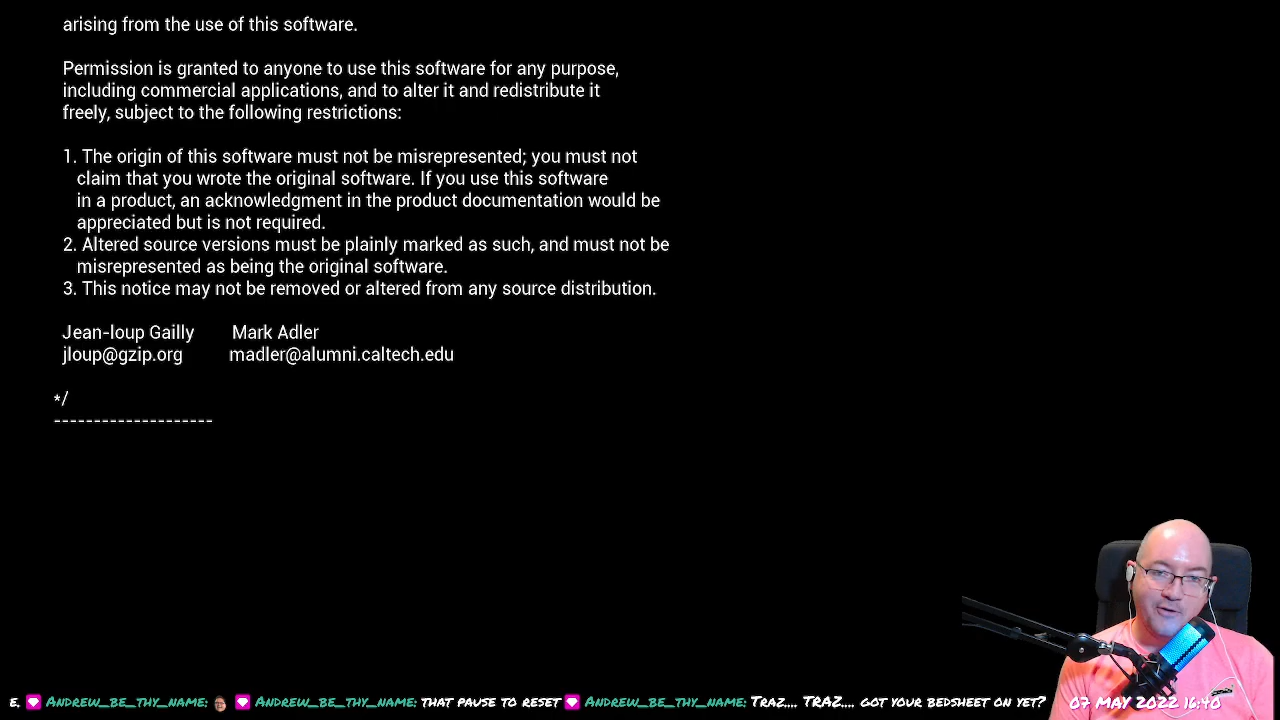 arising from the use of this software.
Permission is granted to anyone to use this software for any purpose,
including commercial applications, and to alter it and redistribute it
freely, subject to the following restrictions:
1. The origin of this software must not be misrepresented; you must not
claim that you wrote the original software. If you use this software
in a product, an acknowledgment in the product documentation would be
appreciated but is not required.
2. Altered source versions must be plainly marked as such, and must not be
misrepresented as being the original software.
3. This notice may not be removed or altered from any source distribution.
Jean-loup Gailly Mark Adler
jloup@gzip.org madler@alumni.caltech.edu
*/
---------------------
E. Andrew_be_thy_name: Andrew_be_thy_name: that pause to reset Andrew_be_thy_name: Traz.... TRAZ.... got your bedsheet on yet? 07 May 2022 16:40